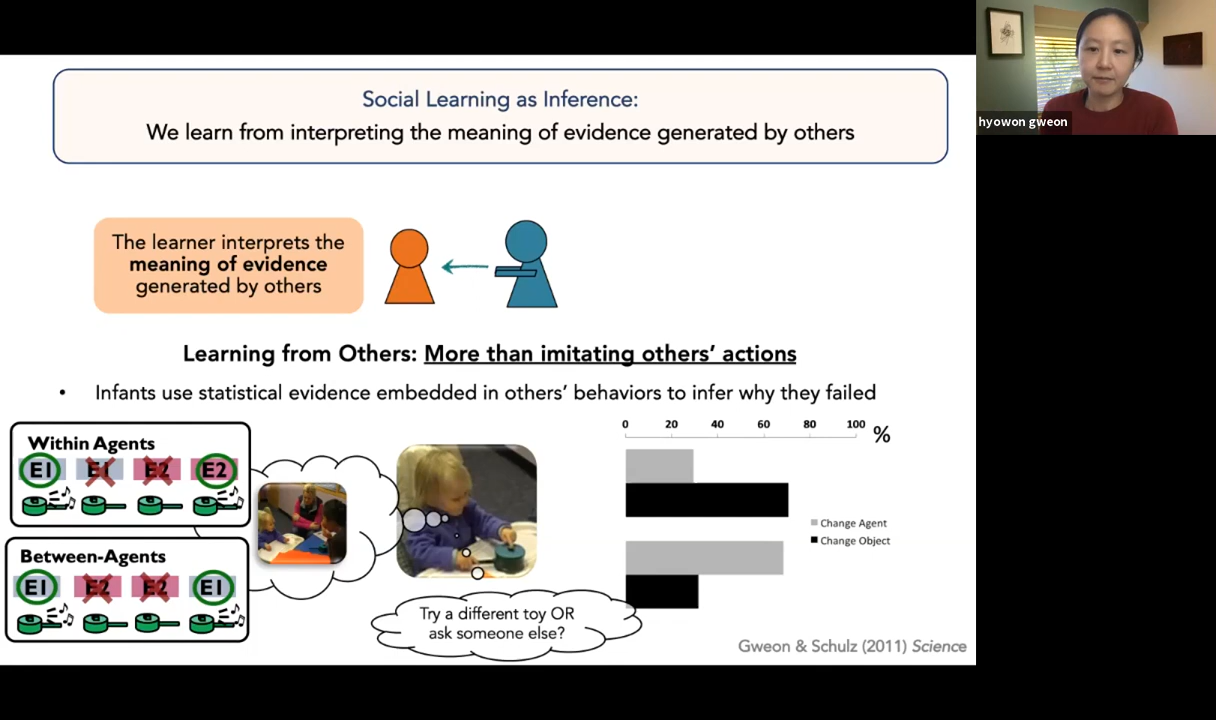 hyowon gweon
Social Learning as Inference:
We learn from interpreting the meaning of evidence generated by others
The learner interprets the
meaning of evidence
generated by others
Learning from Others: More than imitating others' actions
• Infants use statistical evidence embedded in others' behaviors to infer why they failed
Within Agents
E1 E1 E2 E2
Between-Agents
E1 E2 E2 E1
Try a different toy OR
ask someone else?
0 20 40 60 80 100 %
Change Agent
Change Object
Gweon & Schulz (2011) Science